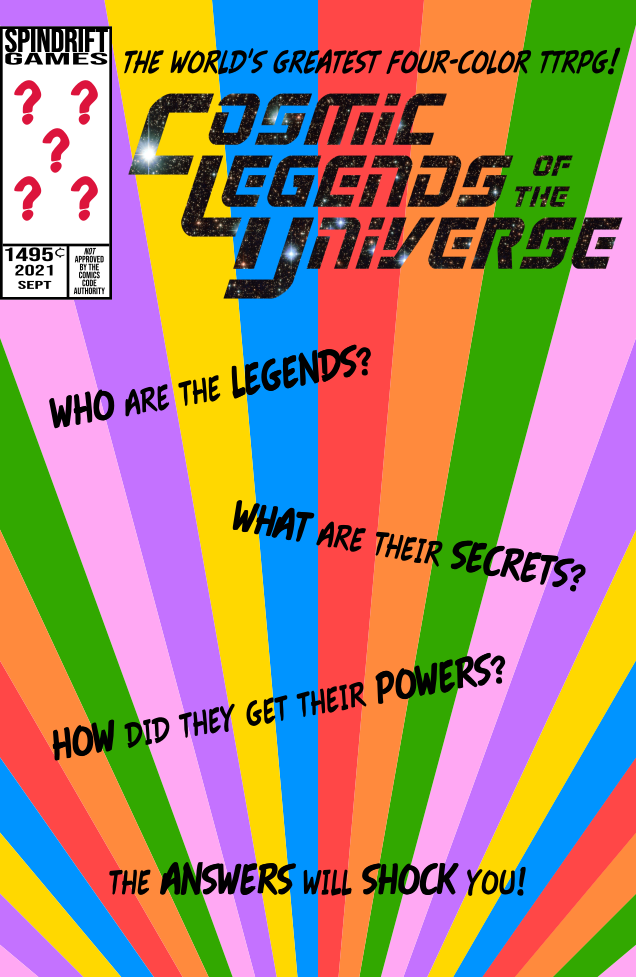 SPINDRIFT
GAMES
? ?
?
? ?
1495¢
2021
SEPT
NOT
APPROVED
BY THE
COMICS
CODE
AUTHORITY
THE WORLD'S GREATEST FOUR-COLOR TTRPG!
COSMIC
LEGENDS OF
THE
UNIVERSE
WHO ARE THE LEGENDS?
WHAT ARE THEIR SECRETS?
HOW DID THEY GET THEIR POWERS?
THE ANSWERS WILL SHOCK YOU!